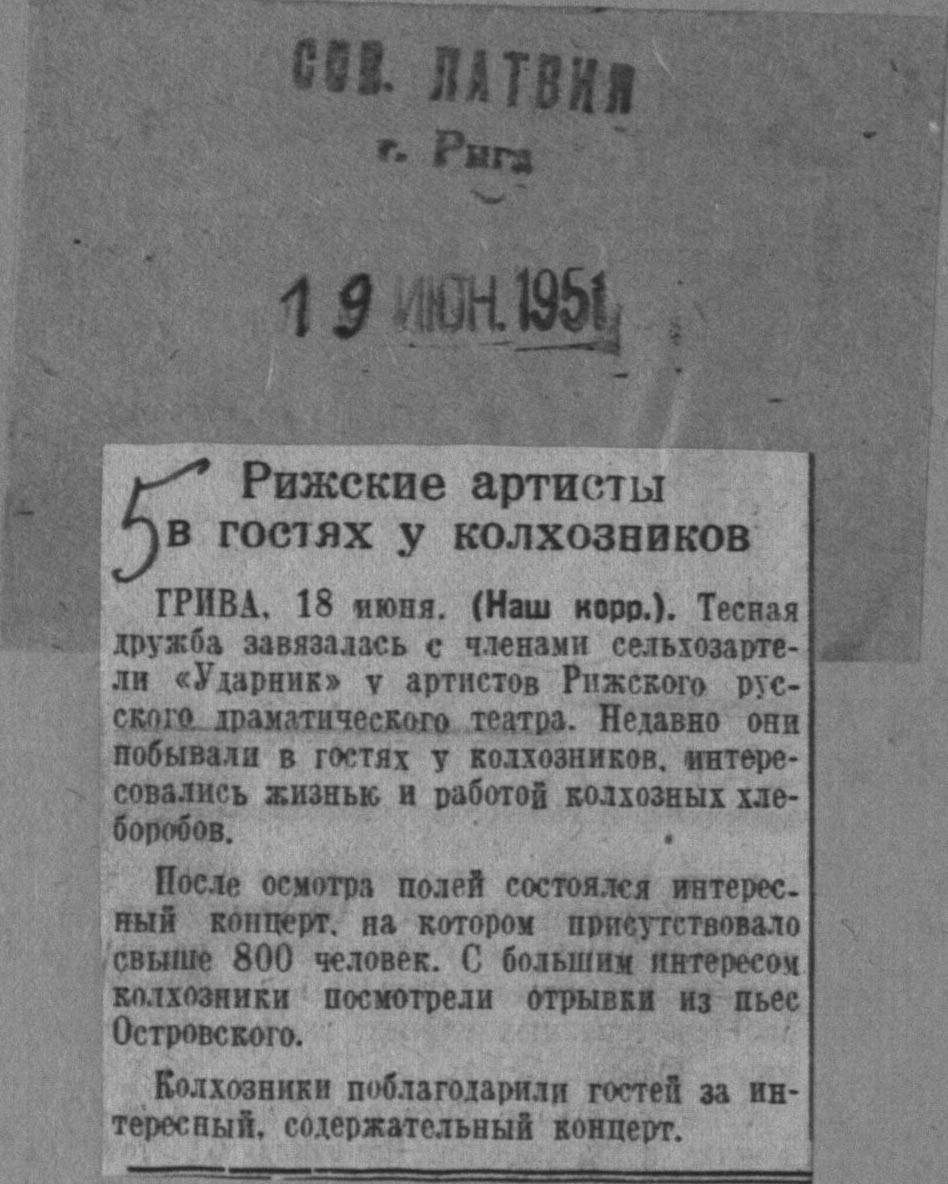 СОВ. ЛАТВИЯ
г. Рига
19 ИЮН. 1951
5
Рижские артисты
в гостях у колхозников
ГРИВА, 18 июня. (Наш корр.). Тесная
дружба завязалась с членами сельхозарте-
ли «Ударник» у артистов Рижского рус-
ского драматического театра. Недавно они
побывали в гостях у колхозников, интере-
совались жизнью и работой колхозных хле-
боробов.
После осмотра полей состоялся интерес-
ный концерт, на котором присутствовало
свыше 800 человек. С большим интересом
колхозники посмотрели отрывки из пьес
Островского.
Колхозники поблагодарили гостей за ин-
тересный, содержательный концерт.